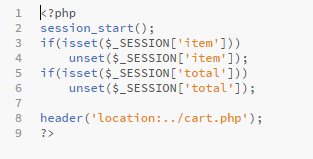 1 <?php
2 session_start();
3 if(isset($_SESSION['item']))
4     unset($_SESSION['item']);
5 if(isset($_SESSION['total']))
6     unset($_SESSION['total']);
7
8 header('location:../cart.php');
9 ?>